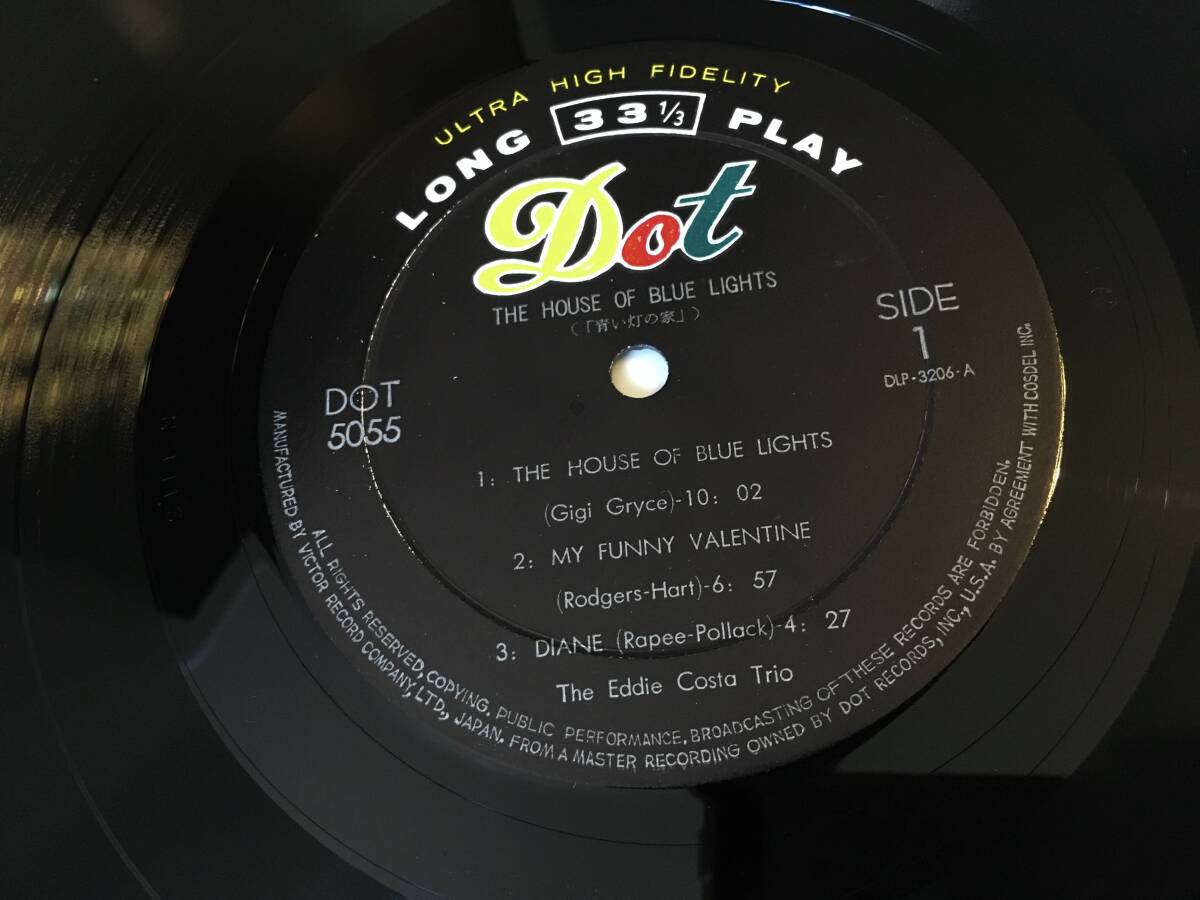 ULTRA HIGH FIDELITY
LONG 33 1/3 PLAY
Dot
THE HOUSE OF BLUE LIGHTS
(「青い灯の家」)
SIDE
1
DLP-3206-A
DOT
5055
1: THE HOUSE OF BLUE LIGHTS
(Gigi Gryce)-10: 02
2: MY FUNNY VALENTINE
(Rodgers-Hart)-6: 57
3: DIANE (Rapee-Pollack)-4: 27
The Eddie Costa Trio
ALL RIGHTS RESERVED, COPYING, PUBLIC PERFORMANCE, BROADCASTING OF THESE RECORDS ARE FORBIDDEN.
MANUFACTURED BY VICTOR RECORD COMPANY, LTD., JAPAN. FROM A MASTER RECORDING OWNED BY DOT RECORDS, INC., U.S.A. BY AGREEMENT WITH COSDEL INC.